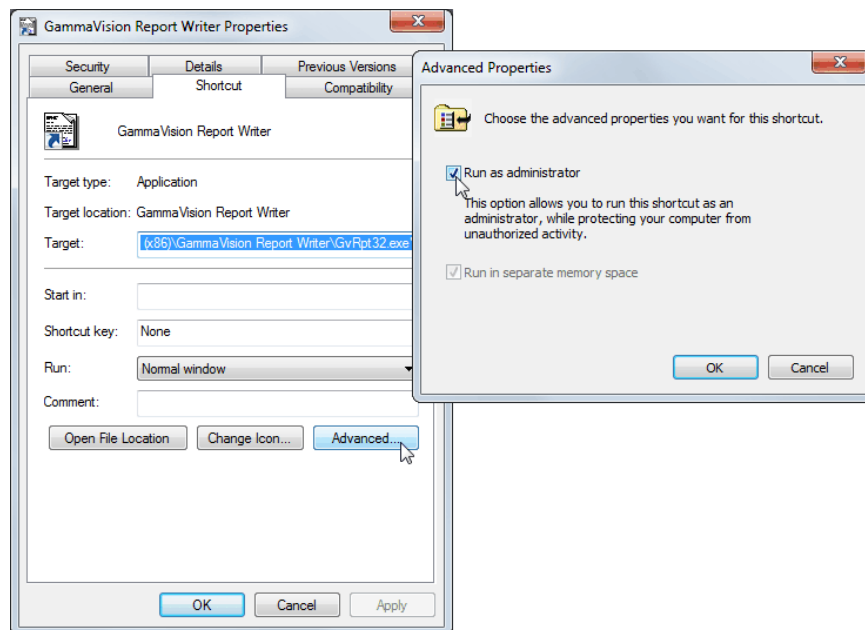 GammaVision Report Writer Properties
Security Details Previous Versions
General Shortcut Compatibility
GammaVision Report Writer
Target type: Application
Target location: GammaVision Report Writer
Target: (x86)\GammaVision Report Writer\GvRpt32.exe"
Start in:
Shortcut key: None
Run: Normal window
Comment:
Open File Location Change Icon... Advanced...
OK Cancel Apply
Advanced Properties
Choose the advanced properties you want for this shortcut.
Run as administrator
This option allows you to run this shortcut as an
administrator, while protecting your computer from
unauthorized activity.
Run in separate memory space
OK Cancel